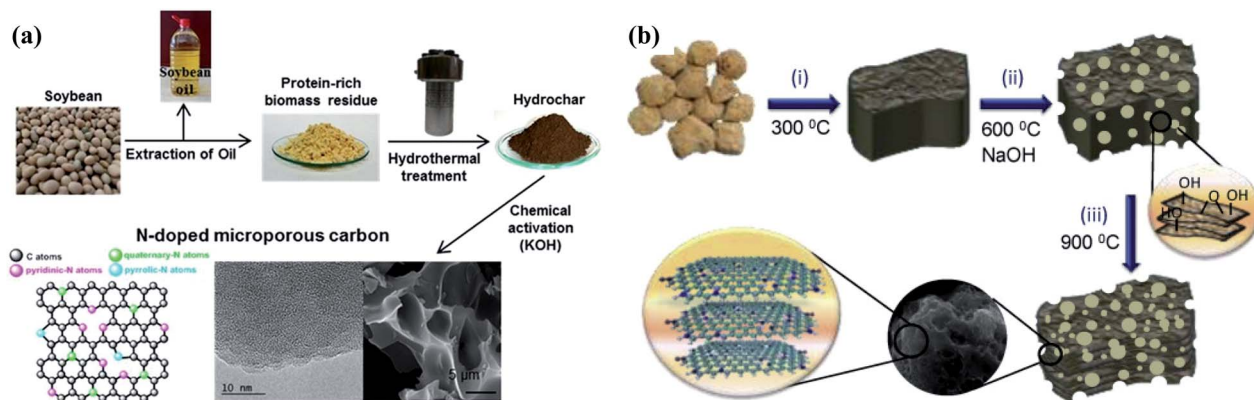 (a)
Soybean
oil
Soybean
Extraction of Oil
Protein-rich
biomass residue
Hydrothermal
treatment
Hydrochar
Chemical
activation
(KOH)
N-doped microporous carbon
C atoms
quaternary-N atoms
pyridinic-N atoms
pyrrolic-N atoms
10 nm
5 μm
(b)
(i)
300 ⁰C
(ii)
600 ⁰C
NaOH
OH
O
OH
HO
(iii)
900 ⁰C